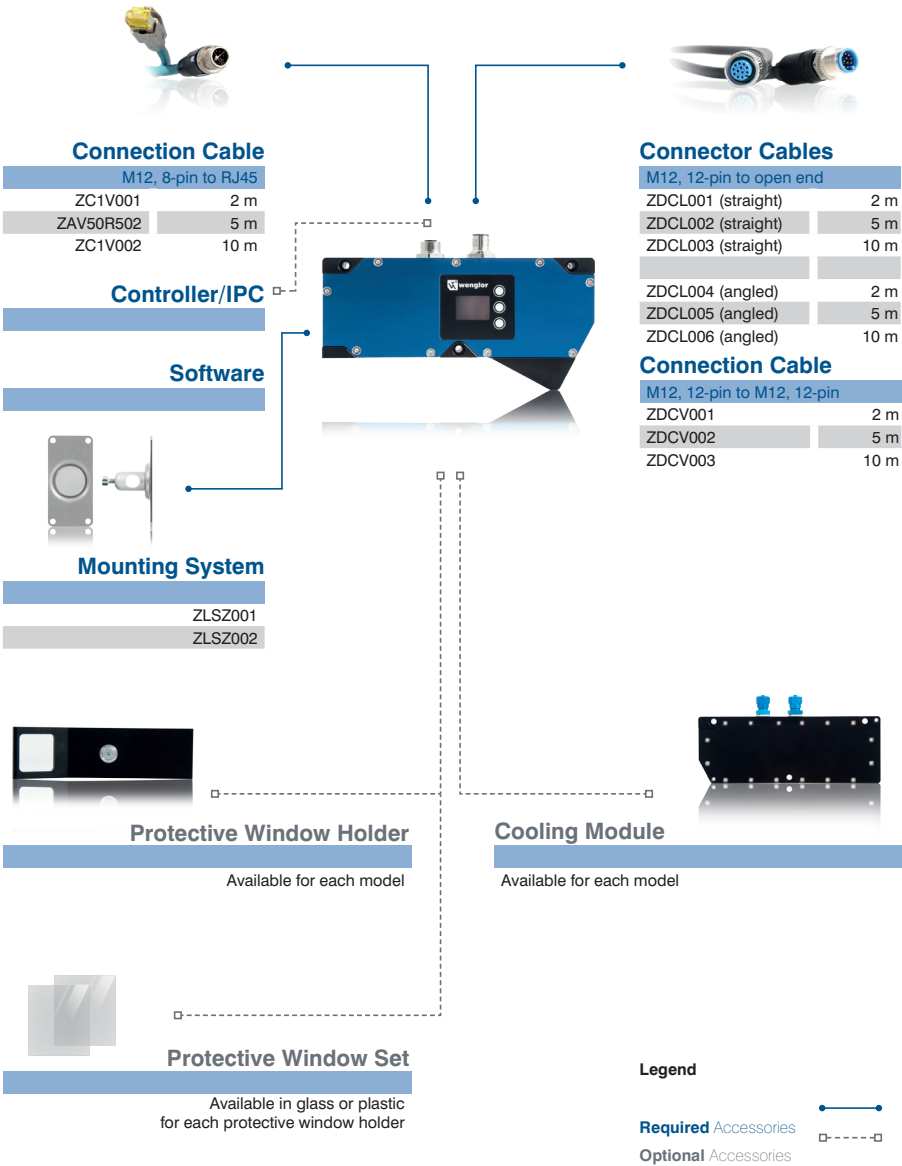 Connection Cable
M12, 8-pin to RJ45
ZC1V001 2 m
ZAV50R502 5 m
ZC1V002 10 m
Controller/IPC
Software
Mounting System
ZLSZ001
ZLSZ002
Connector Cables
M12, 12-pin to open end
ZDCL001 (straight) 2 m
ZDCL002 (straight) 5 m
ZDCL003 (straight) 10 m
ZDCL004 (angled) 2 m
ZDCL005 (angled) 5 m
ZDCL006 (angled) 10 m
Connection Cable
M12, 12-pin to M12, 12-pin
ZDCV001 2 m
ZDCV002 5 m
ZDCV003 10 m
wenglor
Protective Window Holder
Available for each model
Cooling Module
Available for each model
Protective Window Set
Available in glass or plastic
for each protective window holder
Legend
Required Accessories
Optional Accessories